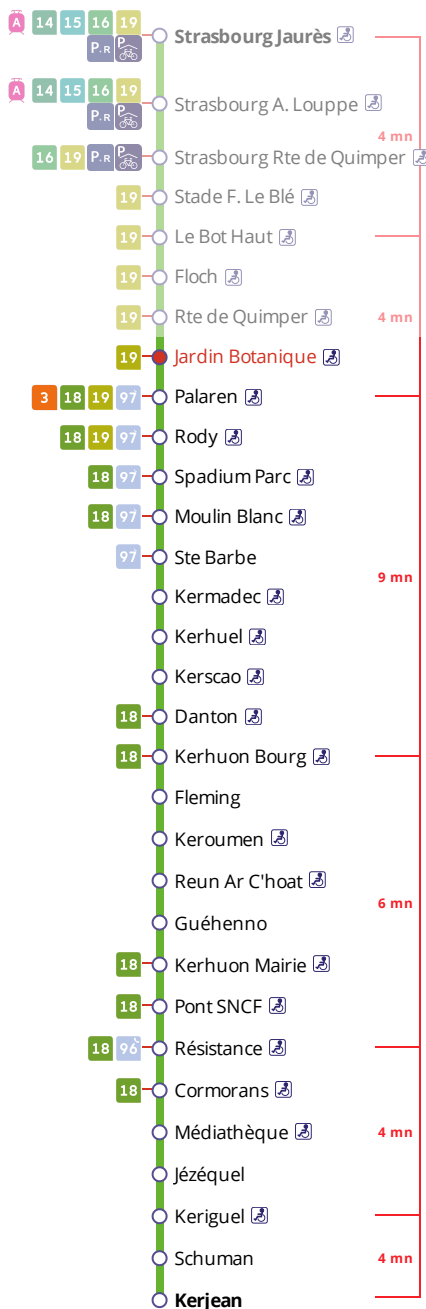 A 14 15 16 19
P+R P
Strasbourg Jaurès
A 14 15 16 19
P+R P
Strasbourg A. Louppe
4 mn
16 19 P+R P
Strasbourg Rte de Quimper
19 Stade F. Le Blé
19 Le Bot Haut
19 Floch
19 Rte de Quimper 4 mn
19 Jardin Botanique
3 18 19 97 Palaren
18 19 97 Rody
18 97 Spadium Parc
18 97 Moulin Blanc
97 Ste Barbe
9 mn
Kermadec
Kerhuel
Kerscao
18 Danton
18 Kerhuon Bourg
Fleming
Keroumen
Reun Ar C'hoat
6 mn
Guéhenno
18 Kerhuon Mairie
18 Pont SNCF
18 96 Résistance
18 Cormorans
Médiathèque 4 mn
Jézéquel
Keriguel
Schuman 4 mn
Kerjean